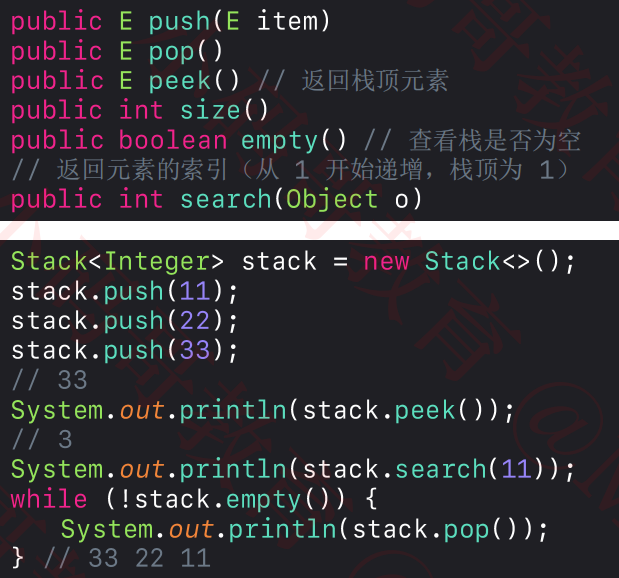 public E push(E item)
public E pop()
public E peek() // 返回栈顶元素
public int size()
public boolean empty() // 查看栈是否为空
// 返回元素的索引（从 1 开始递增，栈顶为 1）
public int search(Object o)
Stack<Integer> stack = new Stack<>();
stack.push(11);
stack.push(22);
stack.push(33);
// 33
System.out.println(stack.peek());
// 3
System.out.println(stack.search(11));
while (!stack.empty()) {
    System.out.println(stack.pop());
} // 33 22 11